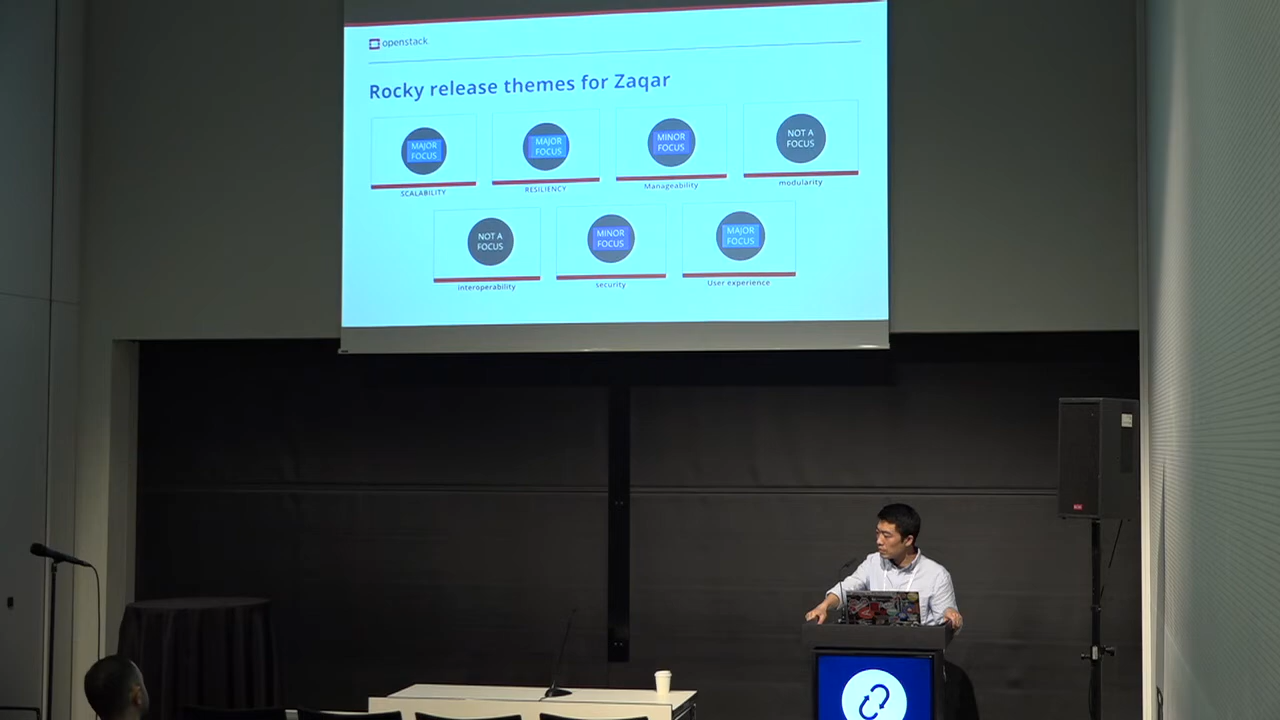 openstack
Rocky release themes for Zaqar
MAJOR
FOCUS
SCALABILITY
MAJOR
FOCUS
RESILIENCY
MINOR
FOCUS
Manageability
NOT A
FOCUS
modularity
NOT A
FOCUS
interoperability
MINOR
FOCUS
security
MAJOR
FOCUS
User experience